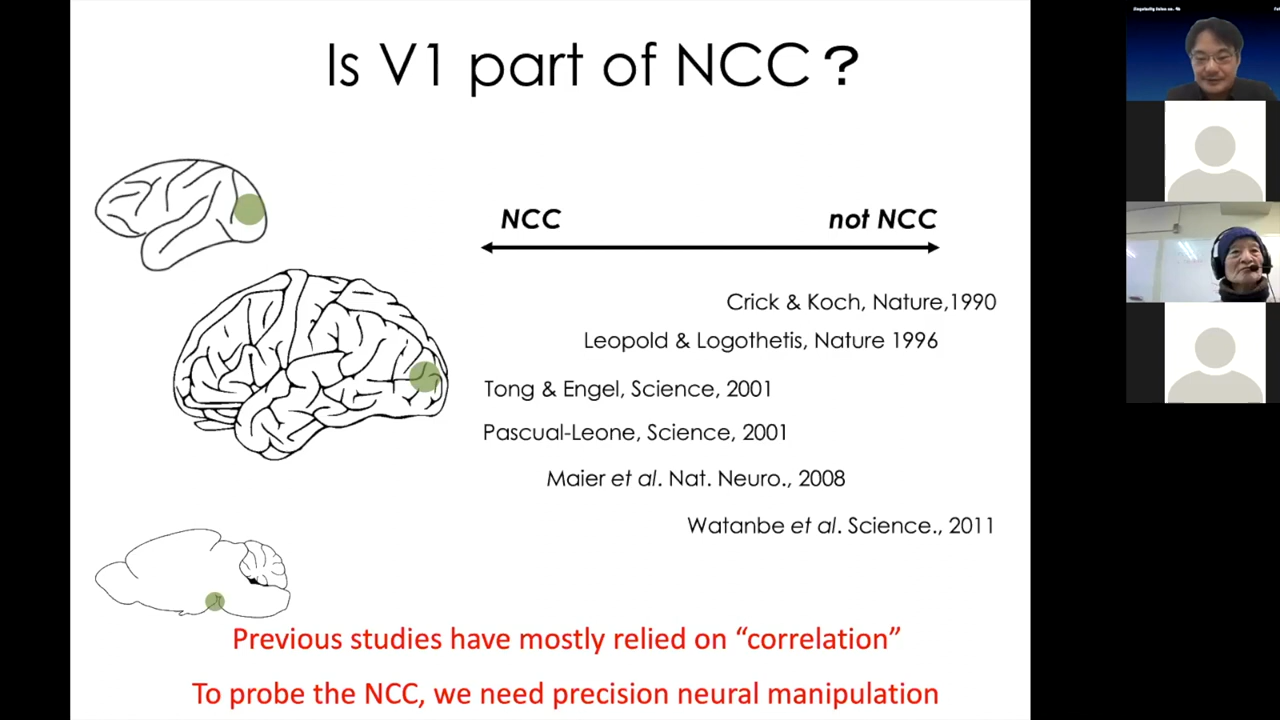 Is V1 part of NCC?
NCC
not NCC
Crick & Koch, Nature,1990
Leopold & Logothetis, Nature 1996
Tong & Engel, Science, 2001
Pascual-Leone, Science, 2001
Maier et al. Nat. Neuro., 2008
Watanbe et al. Science., 2011
Previous studies have mostly relied on “correlation”
To probe the NCC, we need precision neural manipulation